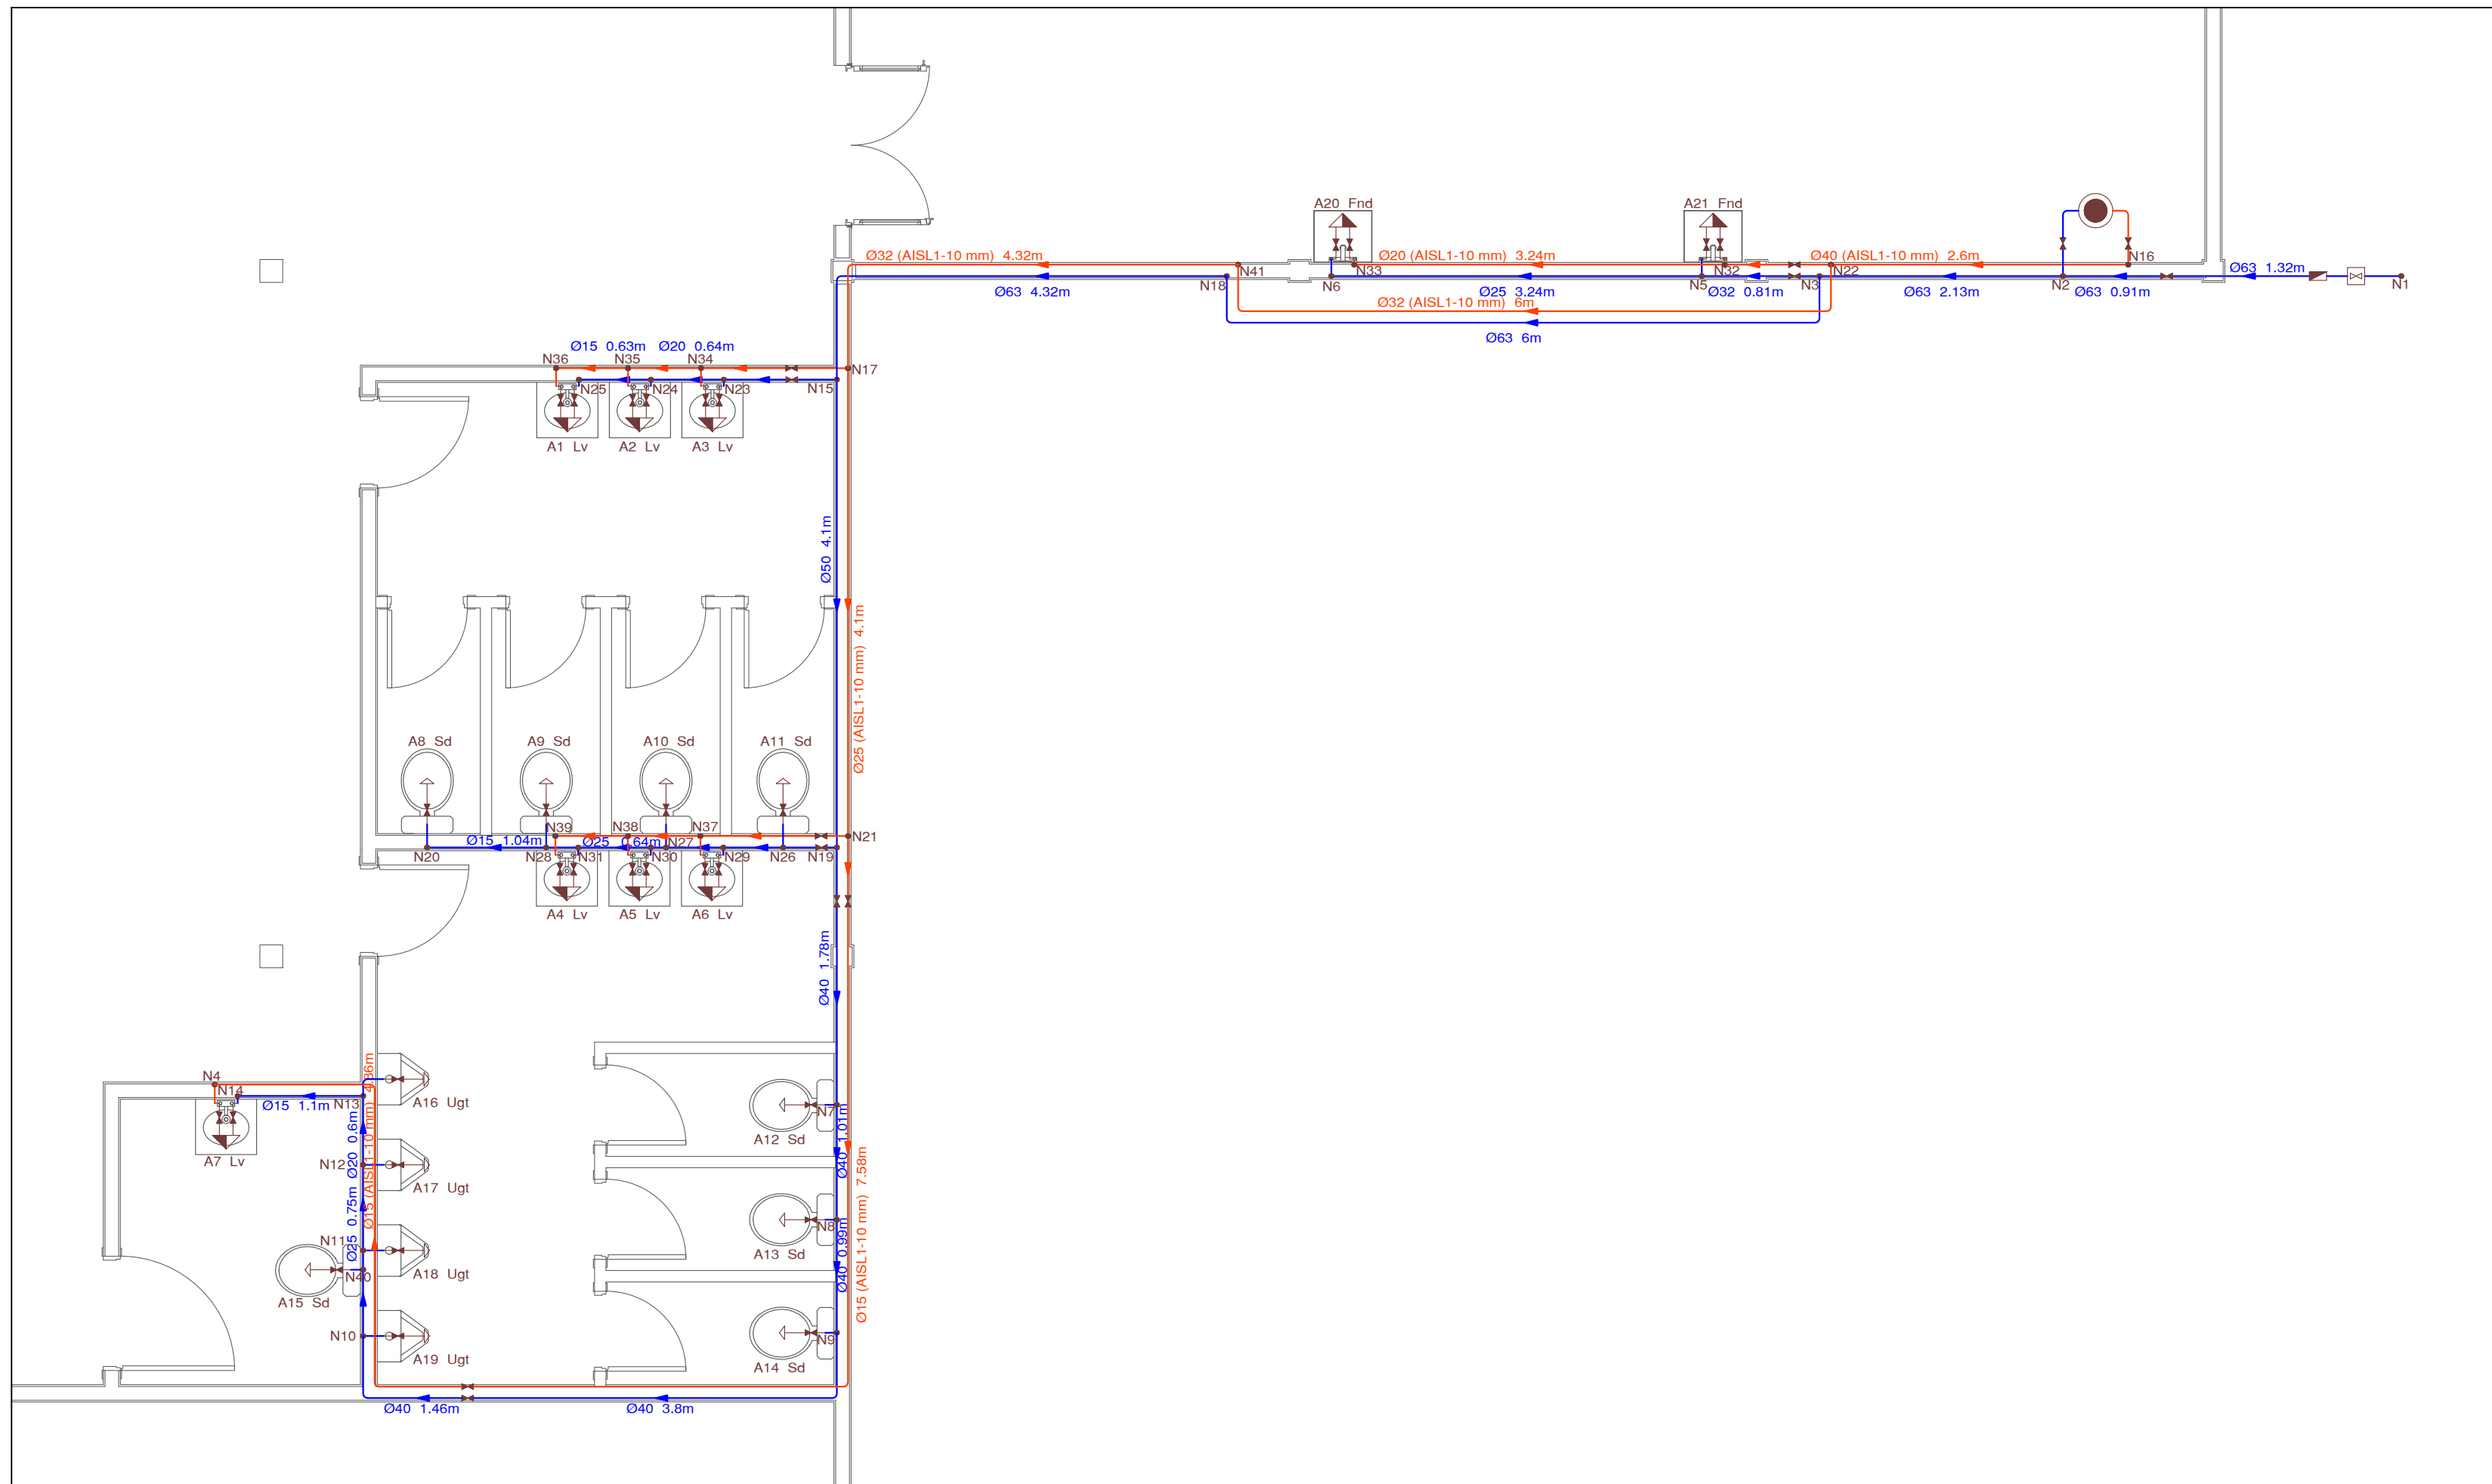 A20 Fnd
A21 Fnd
Ø32 (AISL1-10 mm) 4.32m
Ø20 (AISL1-10 mm) 3.24m
Ø40 (AISL1-10 mm) 2.6m
N16
Ø63 1.32m
N41
N33
N32
N22
N18
N6
N5
N3
N2
N1
Ø63 4.32m
Ø25 3.24m
Ø32 0.81m
Ø63 2.13m
Ø63 0.91m
Ø32 (AISL1-10 mm) 6m
Ø63 6m
Ø15 0.63m
Ø20 0.64m
N36
N35
N34
N17
N25
N24
N23
N15
A1 Lv
A2 Lv
A3 Lv
Ø50 4.1m
Ø25 (AISL1-10 mm) 4.1m
A8 Sd
A9 Sd
A10 Sd
A11 Sd
N39
N38
N37
N21
Ø15 1.04m
Ø25 0.64m
N27
N20
N28
N31
N30
N29
N26
N19
A4 Lv
A5 Lv
A6 Lv
Ø40 1.78m
N4
N14
Ø15 1.1m
N13
A7 Lv
A16 Ugt
N7
A12 Sd
Ø40 1.01m
N12
A17 Ugt
Ø20 0.6m
Ø25 0.75m
Ø15 (AISL1-10 mm) 4.86m
Ø15 (AISL1-10 mm) 7.58m
N8
A13 Sd
Ø40 0.99m
N11
N40
A18 Ugt
A15 Sd
N10
A19 Ugt
N9
A14 Sd
Ø40 1.46m
Ø40 3.8m